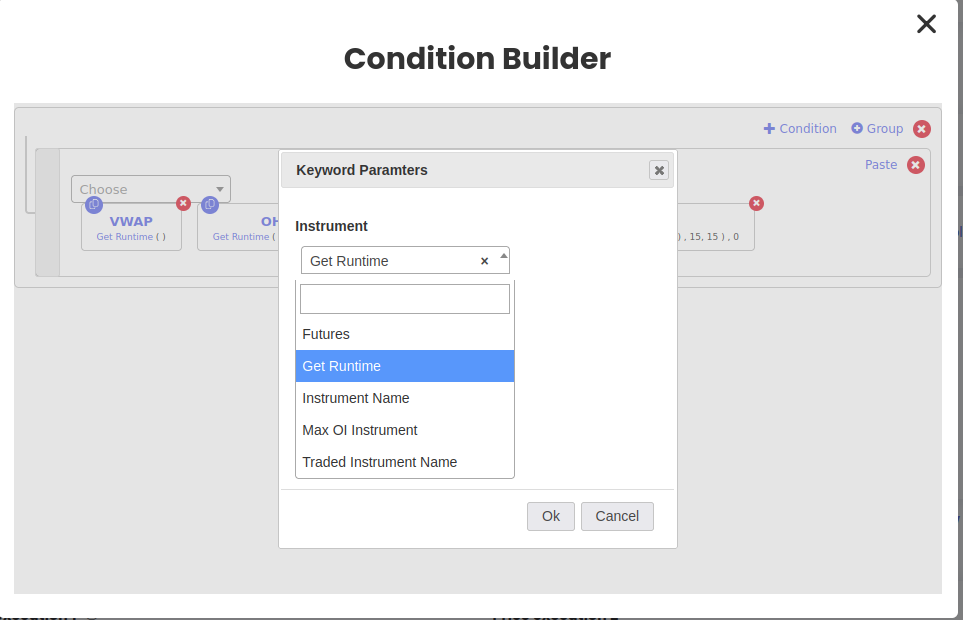 Condition Builder
Condition Group
Paste
Choose
VWAP
Get Runtime ( )
Get Runtime (
) , 15, 15 ) , 0
Keyword Paramters
Instrument
Get Runtime
Futures
Get Runtime
Instrument Name
Max OI Instrument
Traded Instrument Name
Ok Cancel